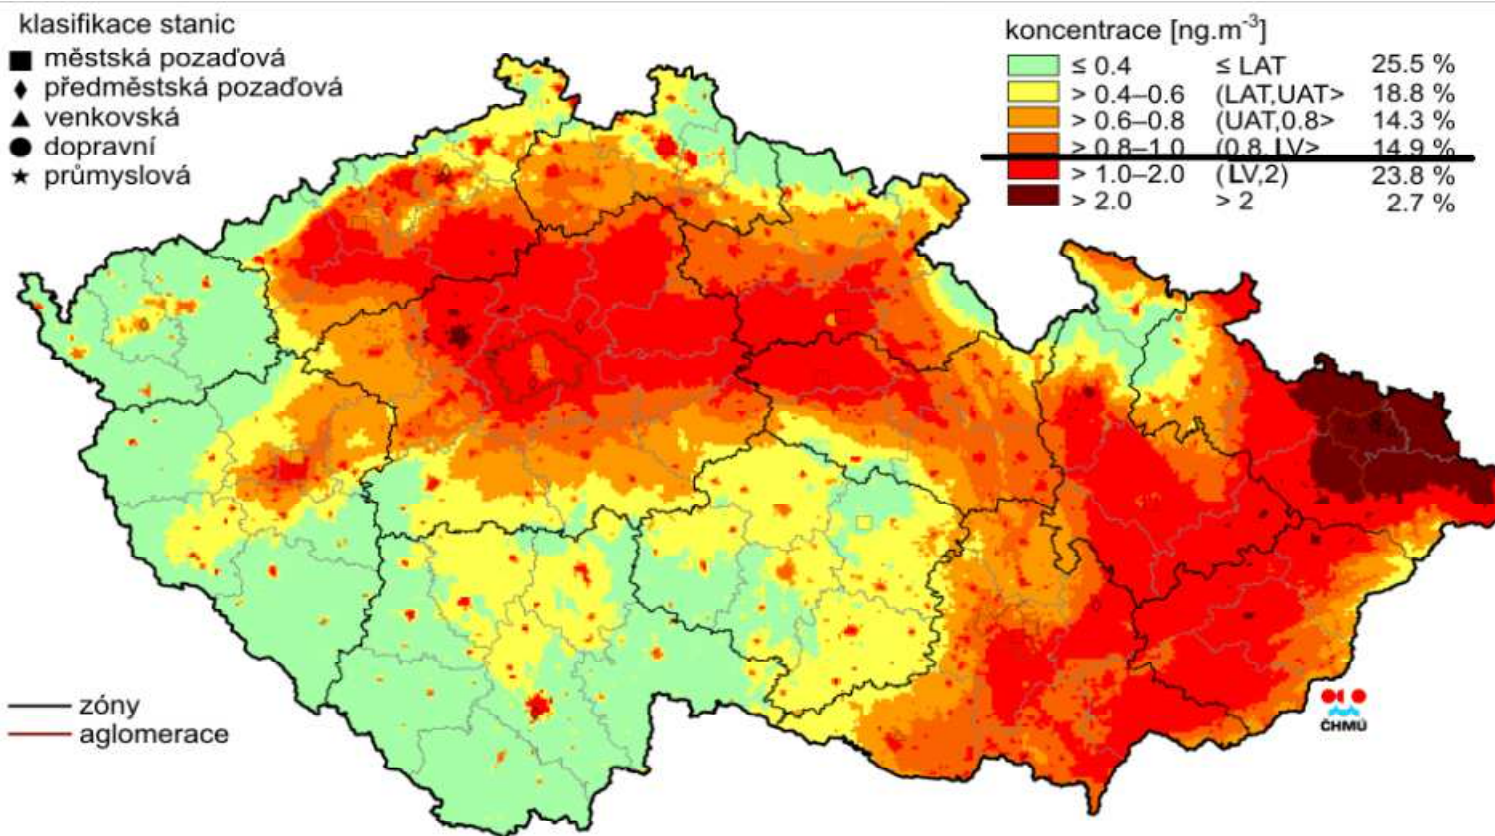 klasifikace stanic
městská pozaďová
předměstská pozaďová
venkovská
dopravní
průmyslová
koncentrace [ng.m-3]
≤ 0.4 ≤ LAT 25.5 %
> 0.4–0.6 (LAT,UAT> 18.8 %
> 0.6–0.8 (UAT,0.8> 14.3 %
> 0.8–1.0 (0.8, LV> 14.9 %
> 1.0–2.0 (LV,2) 23.8 %
> 2.0 > 2 2.7 %
zóny
aglomerace
ČHMÚ